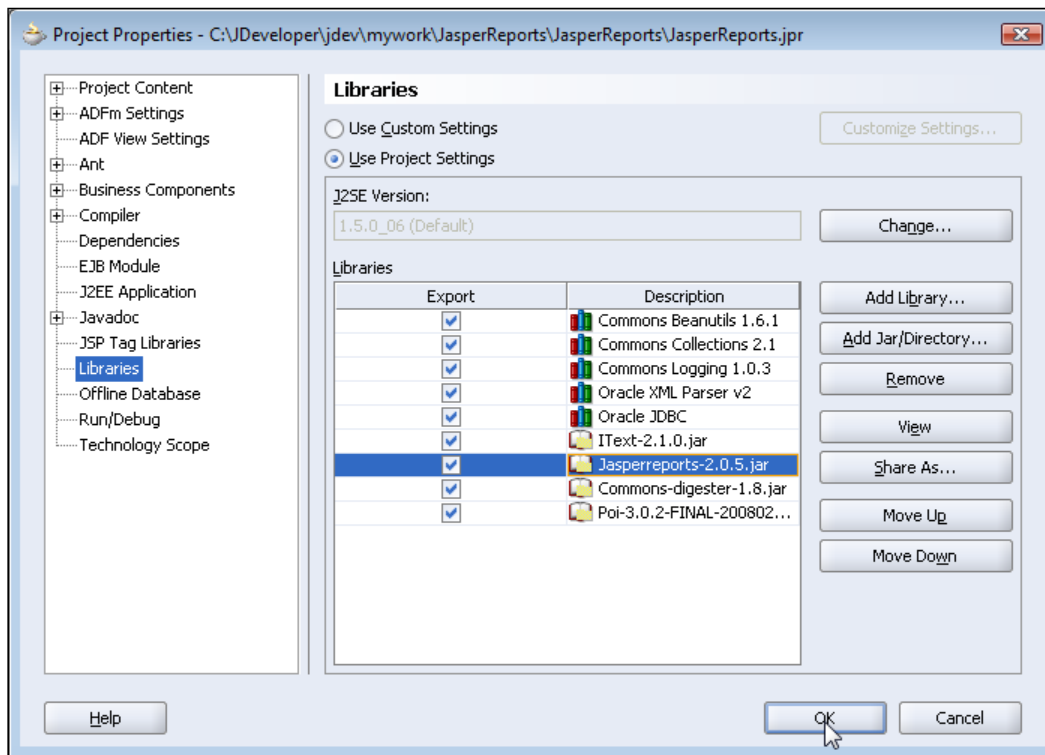 Project Properties - C:\JDeveloper\jdev\mywork\JasperReports\JasperReports\JasperReports.jpr
Project Content
ADFm Settings
ADF View Settings
Ant
Business Components
Compiler
Dependencies
EJB Module
J2EE Application
Javadoc
JSP Tag Libraries
Libraries
Offline Database
Run/Debug
Technology Scope
Libraries
Use Custom Settings
Customize Settings...
Use Project Settings
J2SE Version:
1.5.0_06 (Default)
Change...
Libraries
Export Description
Commons Beanutils 1.6.1
Commons Collections 2.1
Commons Logging 1.0.3
Oracle XML Parser v2
Oracle JDBC
IText-2.1.0.jar
Jasperreports-2.0.5.jar
Commons-digester-1.8.jar
Poi-3.0.2-FINAL-200802...
Add Library...
Add Jar/Directory...
Remove
View
Share As...
Move Up
Move Down
Help
OK
Cancel